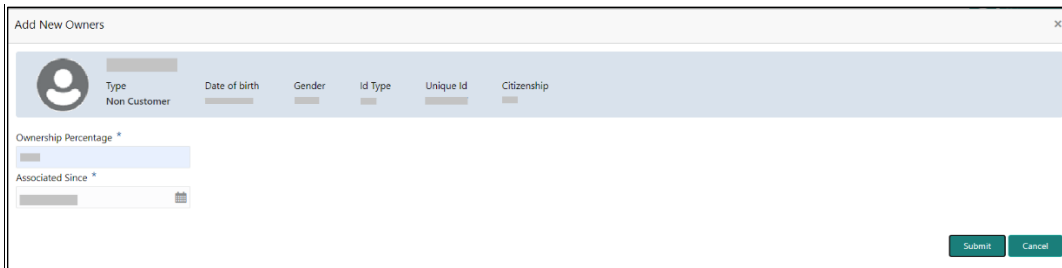 Add New Owners ×
Type Date of birth Gender Id Type Unique Id Citizenship
Non Customer
Ownership Percentage *
Associated Since *
Submit Cancel